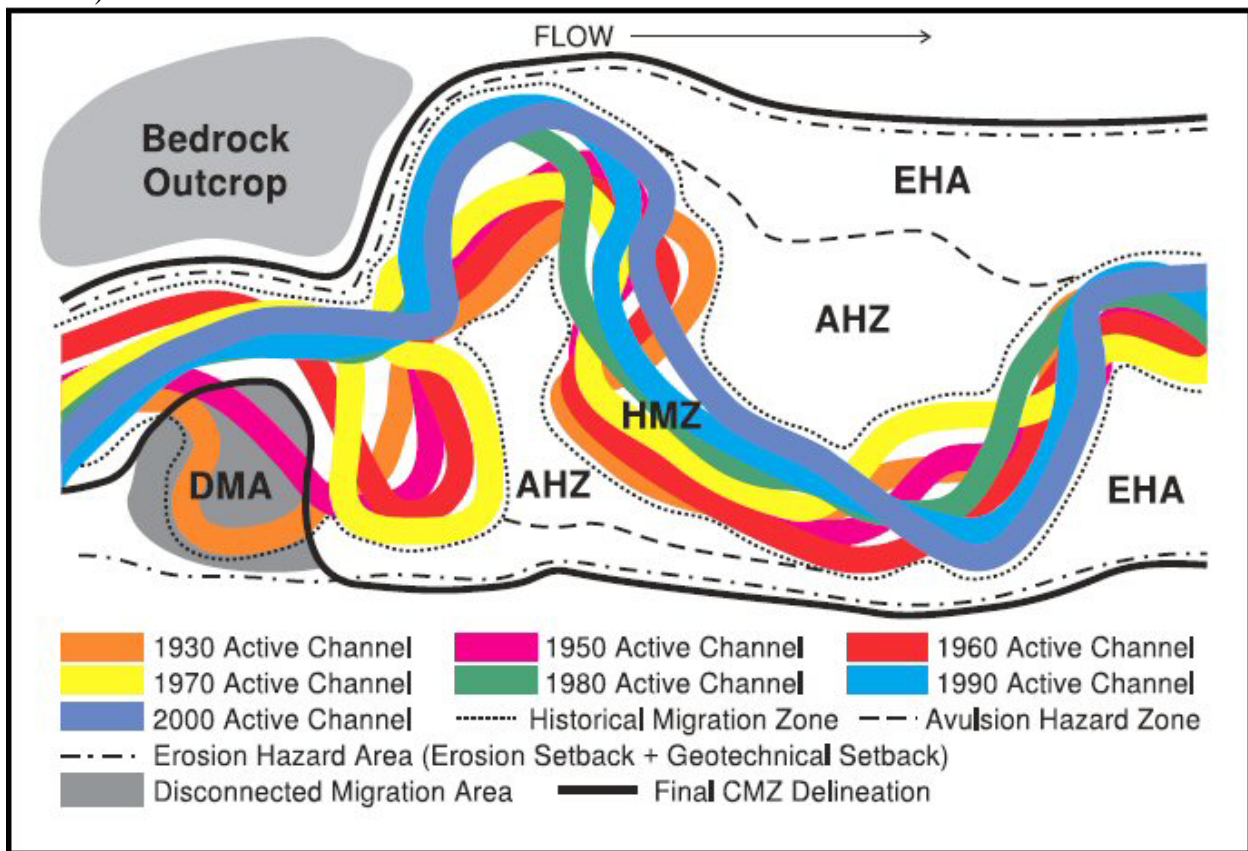 FLOW
Bedrock
Outcrop
EHA
AHZ
HMZ
DMA
AHZ
EHA
1930 Active Channel 1950 Active Channel 1960 Active Channel
1970 Active Channel 1980 Active Channel 1990 Active Channel
2000 Active Channel Historical Migration Zone Avulsion Hazard Zone
Erosion Hazard Area (Erosion Setback + Geotechnical Setback)
Disconnected Migration Area Final CMZ Delineation